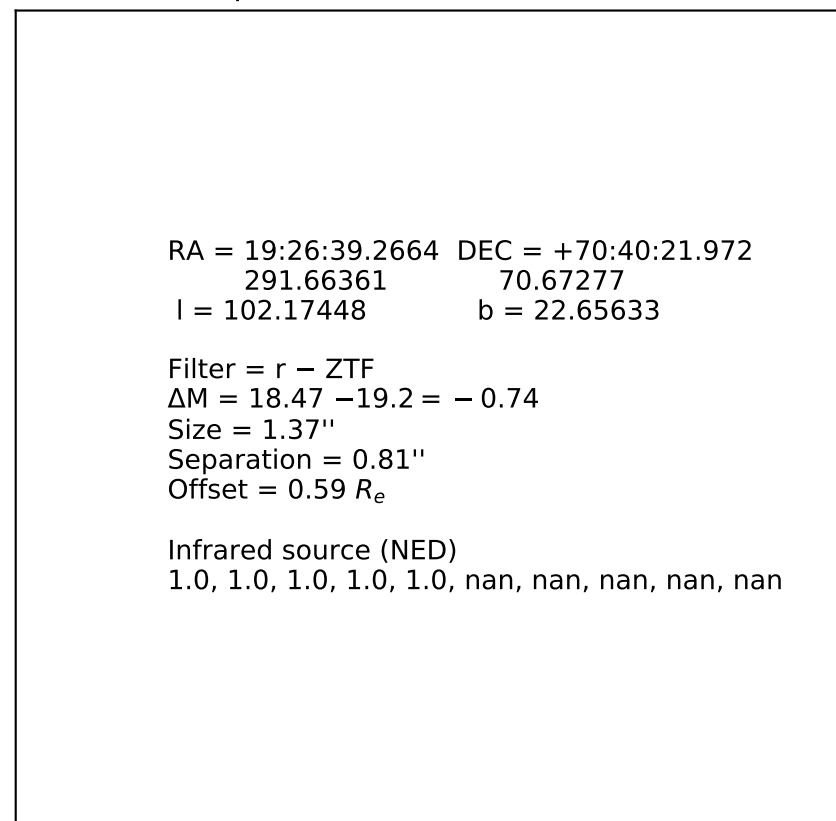 RA = 19:26:39.2664 DEC = +70:40:21.972
291.66361 70.67277
l = 102.17448 b = 22.65633
Filter = r − ZTF
ΔM = 18.47 −19.2 = − 0.74
Size = 1.37''
Separation = 0.81''
Offset = 0.59 Rₑ
Infrared source (NED)
1.0, 1.0, 1.0, 1.0, 1.0, nan, nan, nan, nan, nan